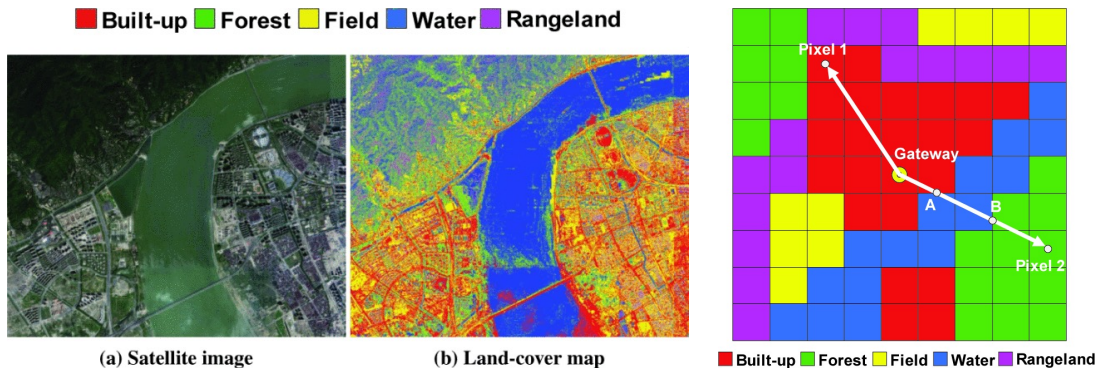 Built-up Forest Field Water Rangeland
(a) Satellite image
(b) Land-cover map
Pixel 1
Gateway
A
B
Pixel 2
Built-up Forest Field Water Rangeland